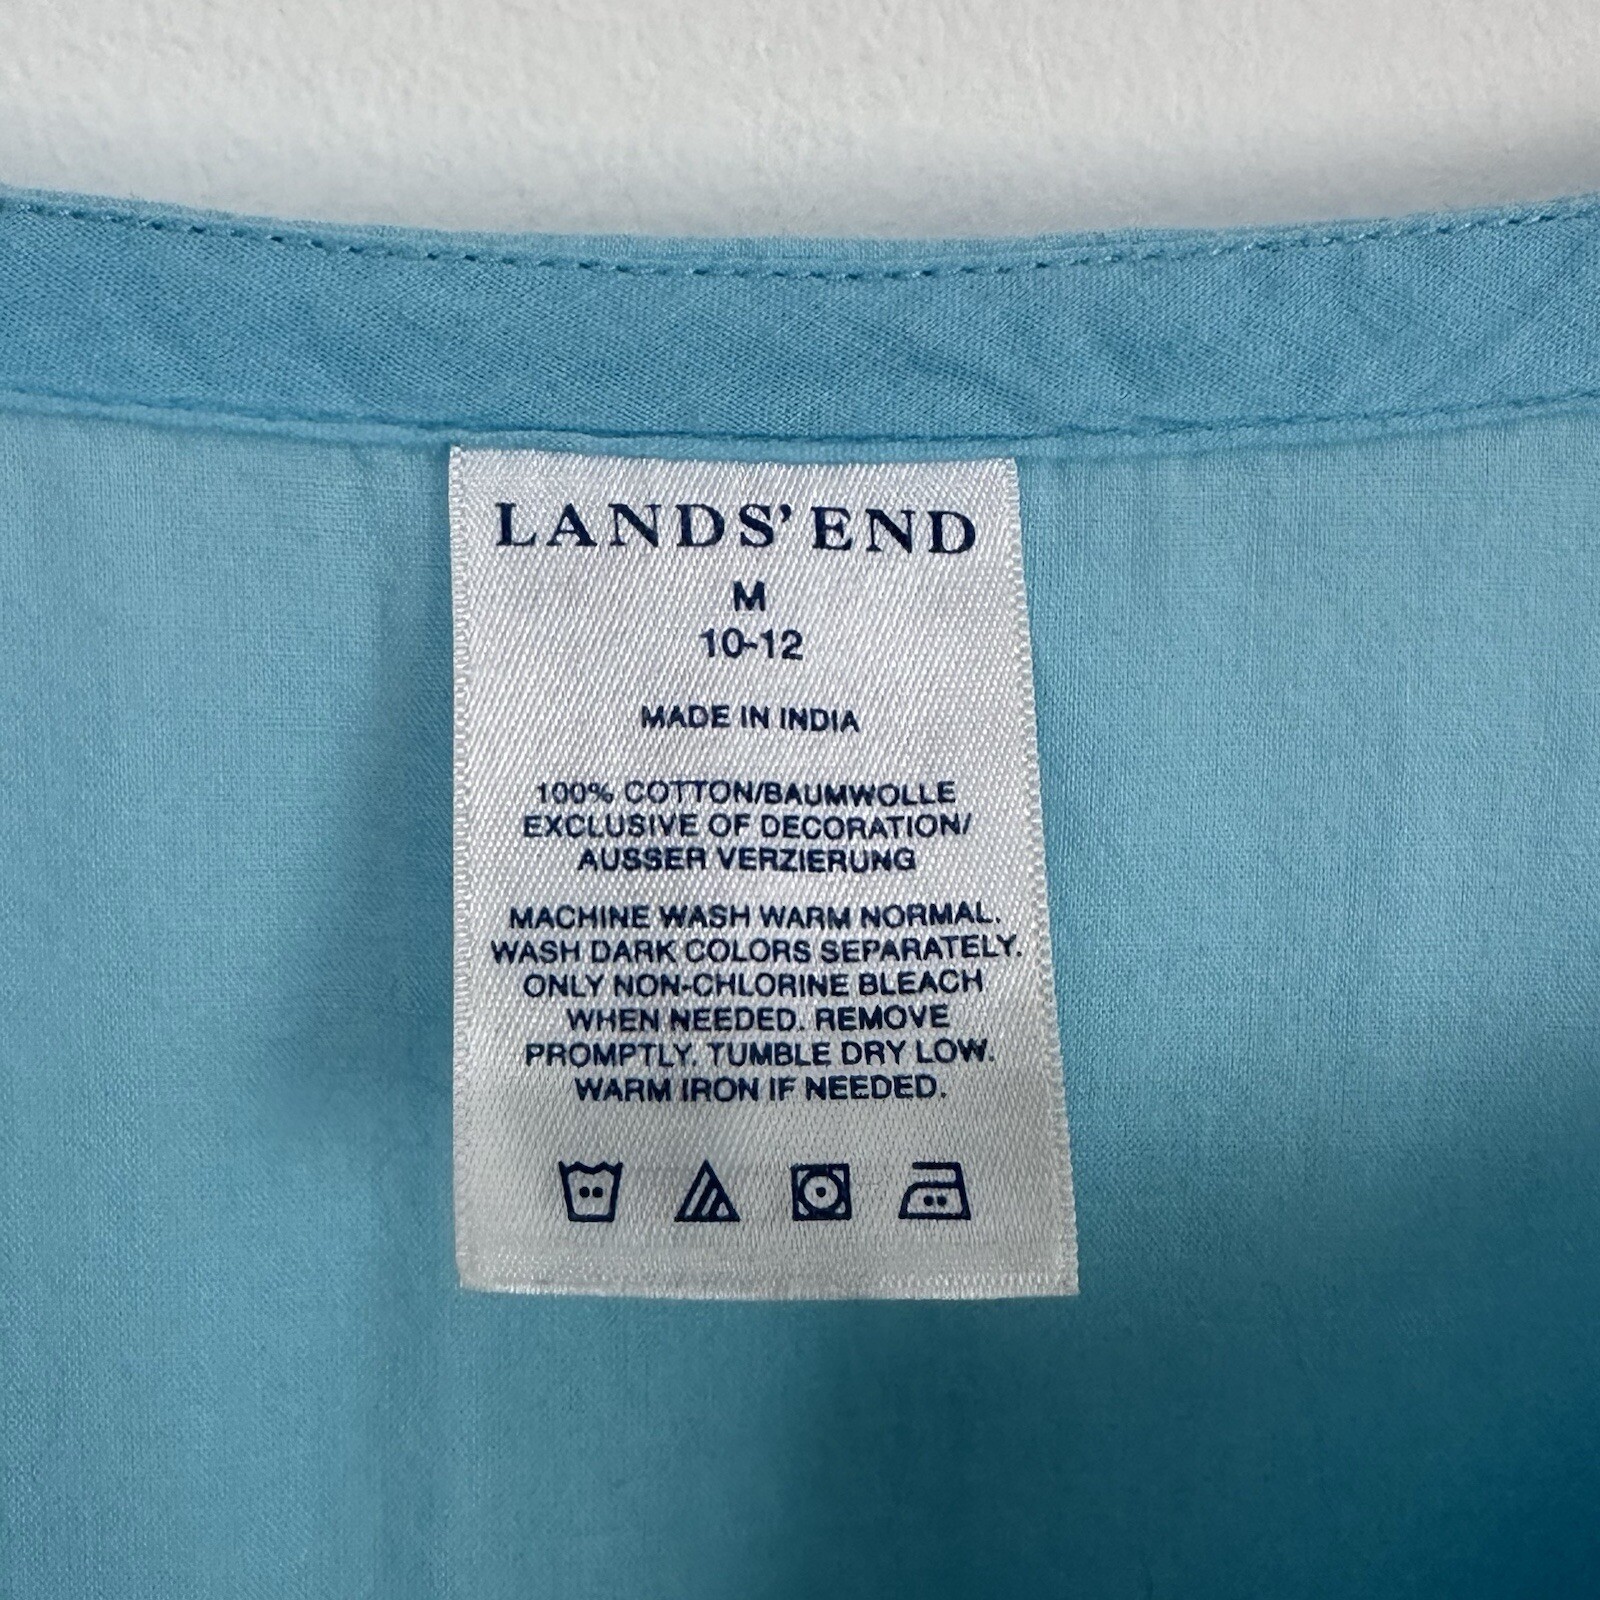 LANDS' END
M
10-12
MADE IN INDIA
100% COTTON/BAUMWOLLE
EXCLUSIVE OF DECORATION/
AUSSER VERZIERUNG
MACHINE WASH WARM NORMAL.
WASH DARK COLORS SEPARATELY.
ONLY NON-CHLORINE BLEACH
WHEN NEEDED. REMOVE
PROMPTLY. TUMBLE DRY LOW.
WARM IRON IF NEEDED.